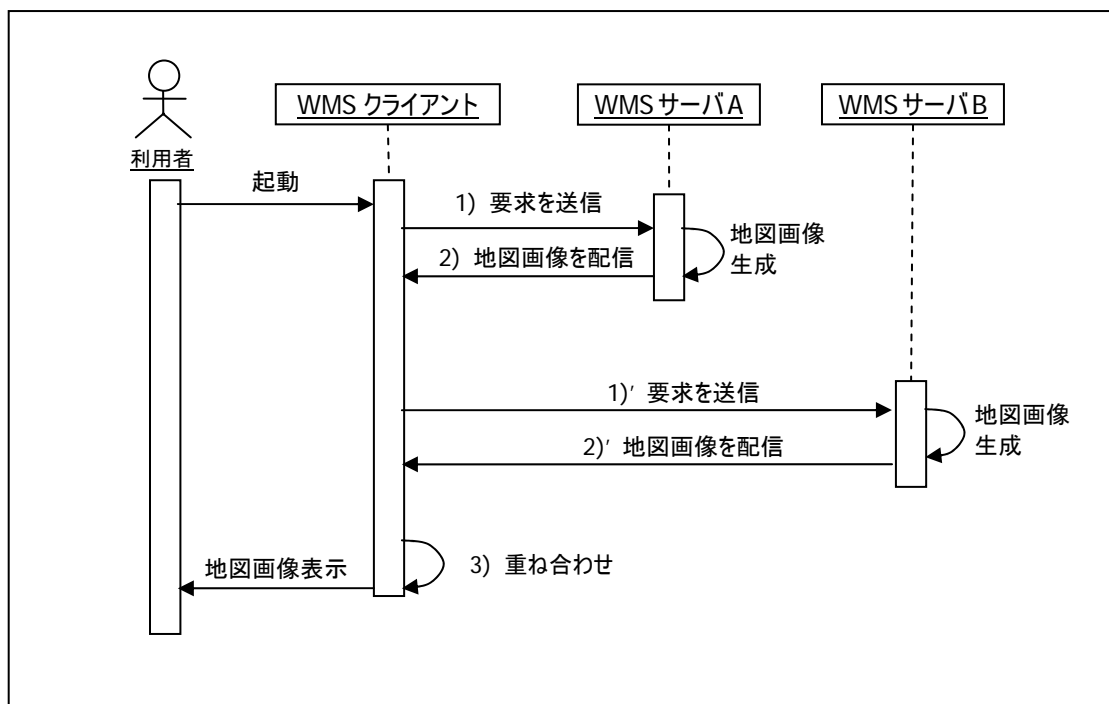 WMS クライアント
WMS サーバA
WMS サーバB
利用者
起動
1) 要求を送信
地図画像
生成
2) 地図画像を配信
1)’ 要求を送信
地図画像
生成
2)’ 地図画像を配信
3) 重ね合わせ
地図画像表示